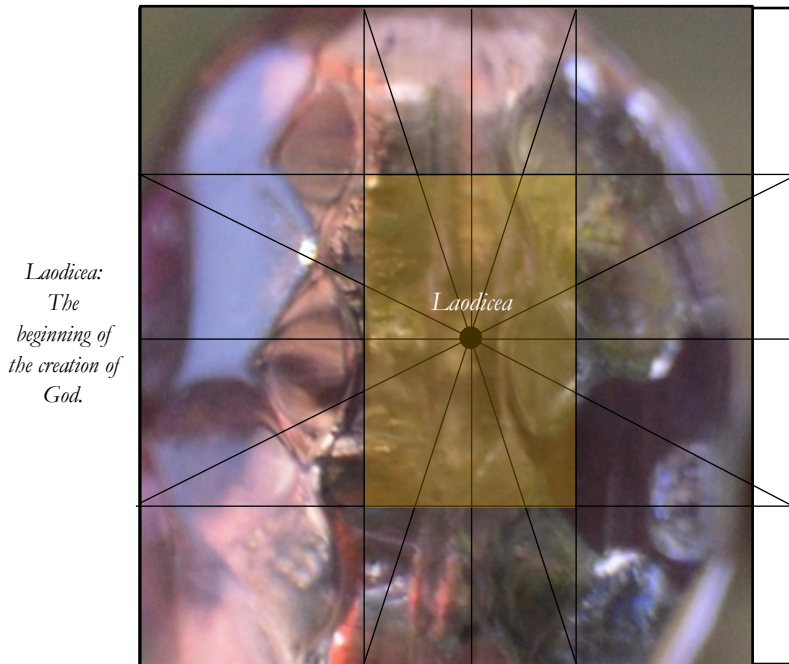 Laodicea:
The
beginning of
the creation of
God.
Laodicea